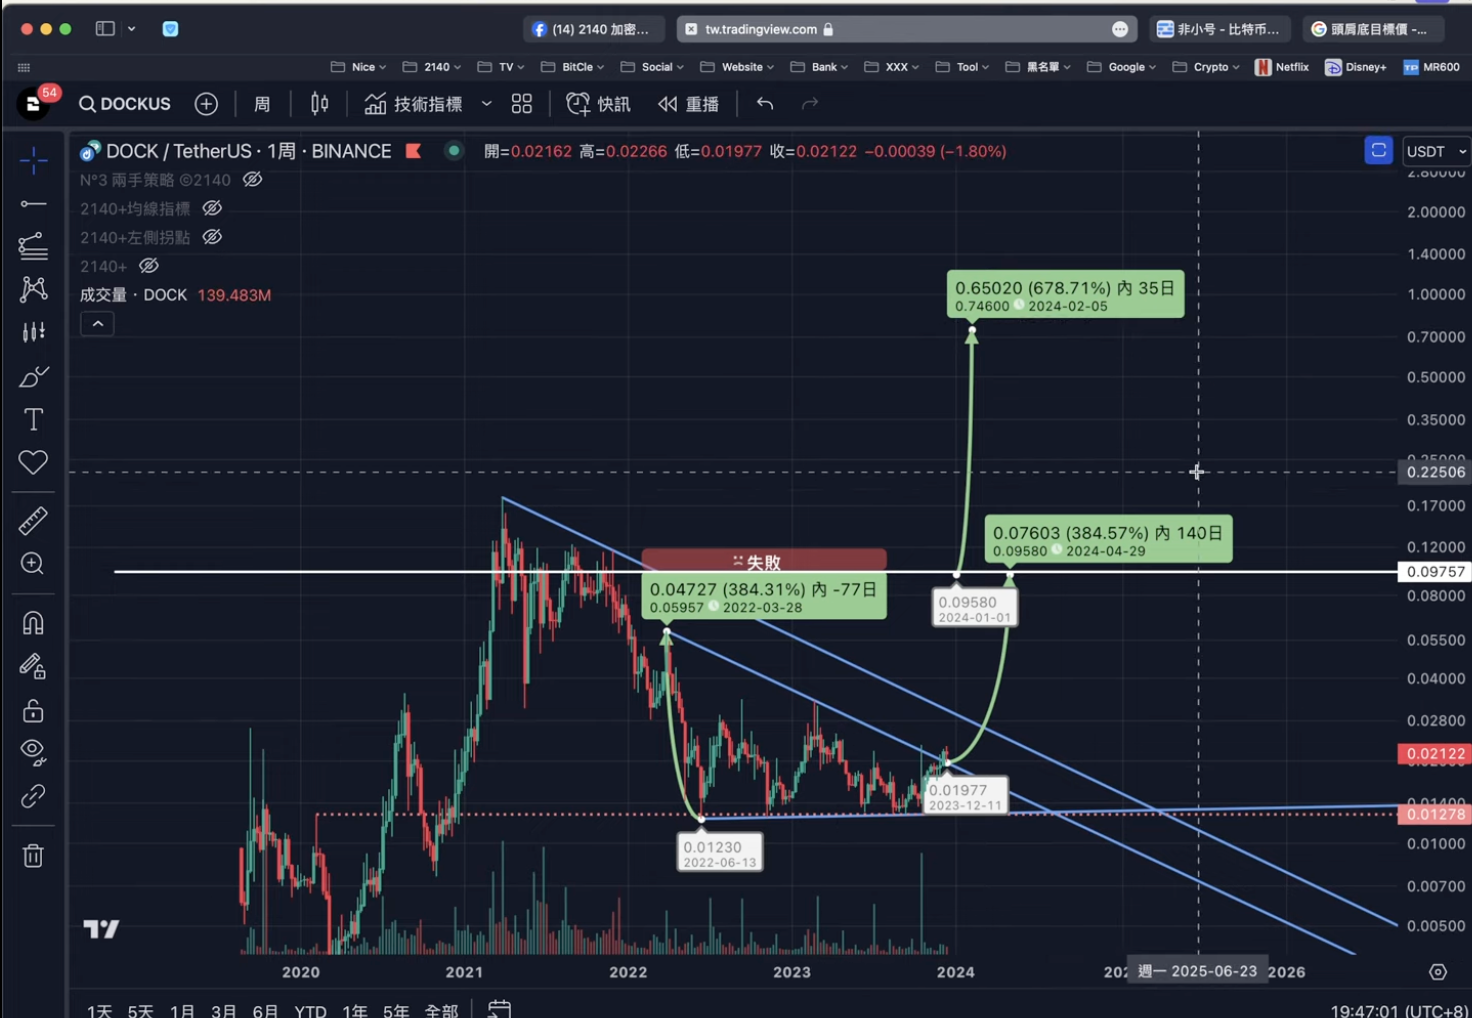 (14) 2140 加密...
tw.tradingview.com
非小号 - 比特币...
頭肩底目標價 -...
Nice
2140
TV
BitCle
Social
Website
Bank
XXX
Tool
黑名單
Google
Crypto
Netflix
Disney+
MR600
54
DOCKUS
周
技術指標
快訊
重播
DOCK / TetherUS · 1周 · BINANCE
開=0.02162 高=0.02266 低=0.01977 收=0.02122 −0.00039 (−1.80%)
USDT
N°3 兩手策略 ©2140
2140+均線指標
2140+左側拐點
2140+
成交量 · DOCK 139.483M
2.80000
2.00000
1.40000
1.00000
0.70000
0.50000
0.35000
0.25000
0.22506
0.17000
0.12000
0.09757
0.08000
0.05500
0.04000
0.02800
0.02122
0.01400
0.01278
0.01000
0.00700
0.00500
0.65020 (678.71%) 內 35日
0.74600 2024-02-05
0.07603 (384.57%) 內 140日
0.09580 2024-04-29
失敗
0.04727 (384.31%) 內 -77日
0.05957 2022-03-28
0.09580
2024-01-01
0.01977
2023-12-11
0.01230
2022-06-13
2020
2021
2022
2023
2024
週一 2025-06-23
2026
1天
5天
1月
3月
6月
YTD
1年
5年
全部
19:47:01 (UTC+8)